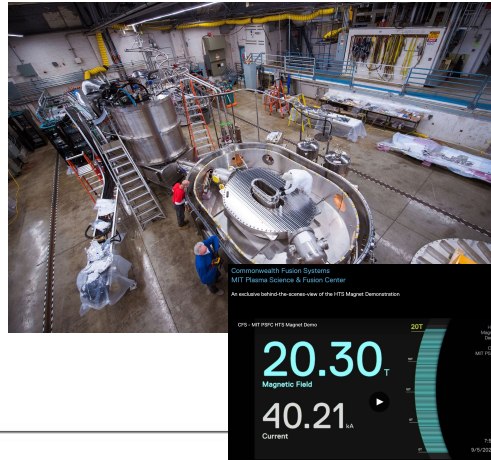 Commonwealth Fusion Systems
MIT Plasma Science & Fusion Center
An exclusive behind-the-scenes-view of the HTS Magnet Demonstration
CFS - MIT PSFC HTS Magnet Demo
20T
20.30 T
Magnetic Field
40.21 kA
Current